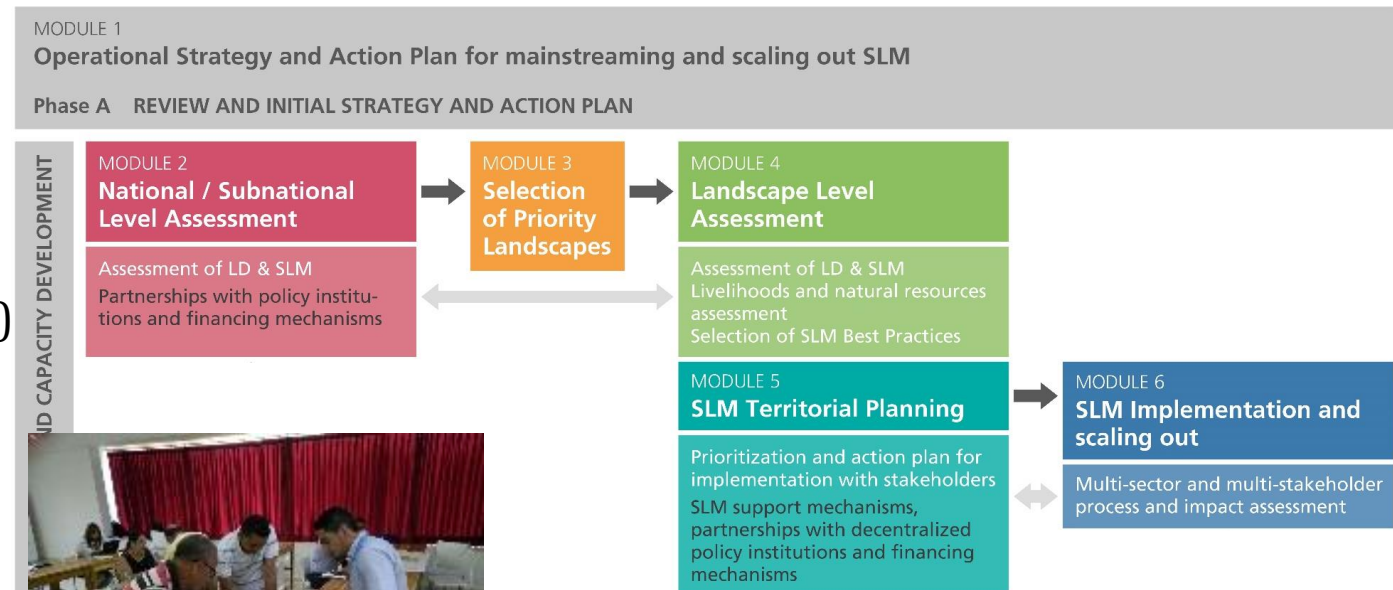 MODULE 1
Operational Strategy and Action Plan for mainstreaming and scaling out SLM
Phase A REVIEW AND INITIAL STRATEGY AND ACTION PLAN
CAPACITY DEVELOPMENT
MODULE 2
National / Subnational
Level Assessment
Assessment of LD & SLM
Partnerships with policy institu-
tions and financing mechanisms
MODULE 3
Selection
of Priority
Landscapes
MODULE 4
Landscape Level
Assessment
Assessment of LD & SLM
Livelihoods and natural resources
assessment
Selection of SLM Best Practices
MODULE 5
SLM Territorial Planning
Prioritization and action plan for
implementation with stakeholders
SLM support mechanisms,
partnerships with decentralized
policy institutions and financing
mechanisms
MODULE 6
SLM Implementation and
scaling out
Multi-sector and multi-stakeholder
process and impact assessment